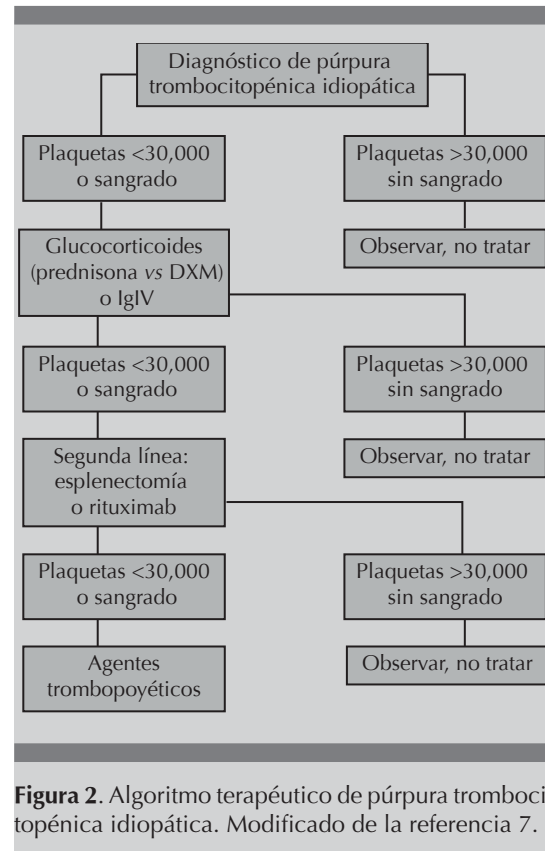 Diagnóstico de púrpura
trombocitopénica idiopática
Plaquetas <30,000
o sangrado
Plaquetas >30,000
sin sangrado
Glucocorticoides
(prednisona vs DXM)
o IgIV
Observar, no tratar
Plaquetas <30,000
o sangrado
Plaquetas >30,000
sin sangrado
Segunda línea:
esplenectomía
o rituximab
Observar, no tratar
Plaquetas <30,000
o sangrado
Plaquetas >30,000
sin sangrado
Agentes
trombopoyéticos
Observar, no tratar
Figura 2. Algoritmo terapéutico de púrpura tromboci
topénica idiopática. Modificado de la referencia 7.